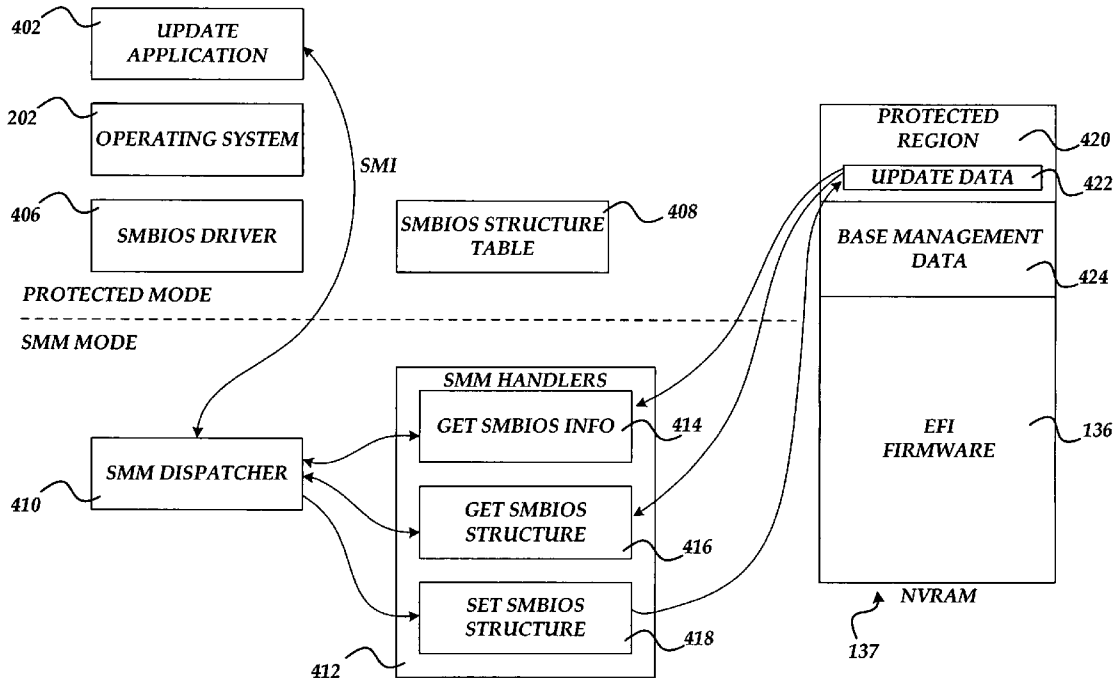 402
UPDATE
APPLICATION
202
OPERATING SYSTEM
SMI
406
SMBIOS DRIVER
SMBIOS STRUCTURE
TABLE
408
PROTECTED MODE
SMM MODE
PROTECTED
REGION
420
UPDATE DATA
422
BASE MANAGEMENT
DATA
424
EFI
FIRMWARE
136
NVRAM
137
SMM DISPATCHER
410
SMM HANDLERS
GET SMBIOS INFO
414
GET SMBIOS
STRUCTURE
416
SET SMBIOS
STRUCTURE
418
412